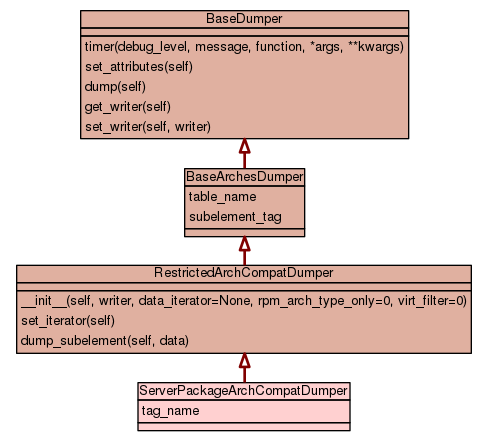 BaseDumper
timer(debug_level, message, function, *args, **kwargs)
set_attributes(self)
dump(self)
get_writer(self)
set_writer(self, writer)
BaseArchesDumper
table_name
subelement_tag
RestrictedArchCompatDumper
__init__(self, writer, data_iterator=None, rpm_arch_type_only=0, virt_filter=0)
set_iterator(self)
dump_subelement(self, data)
ServerPackageArchCompatDumper
tag_name